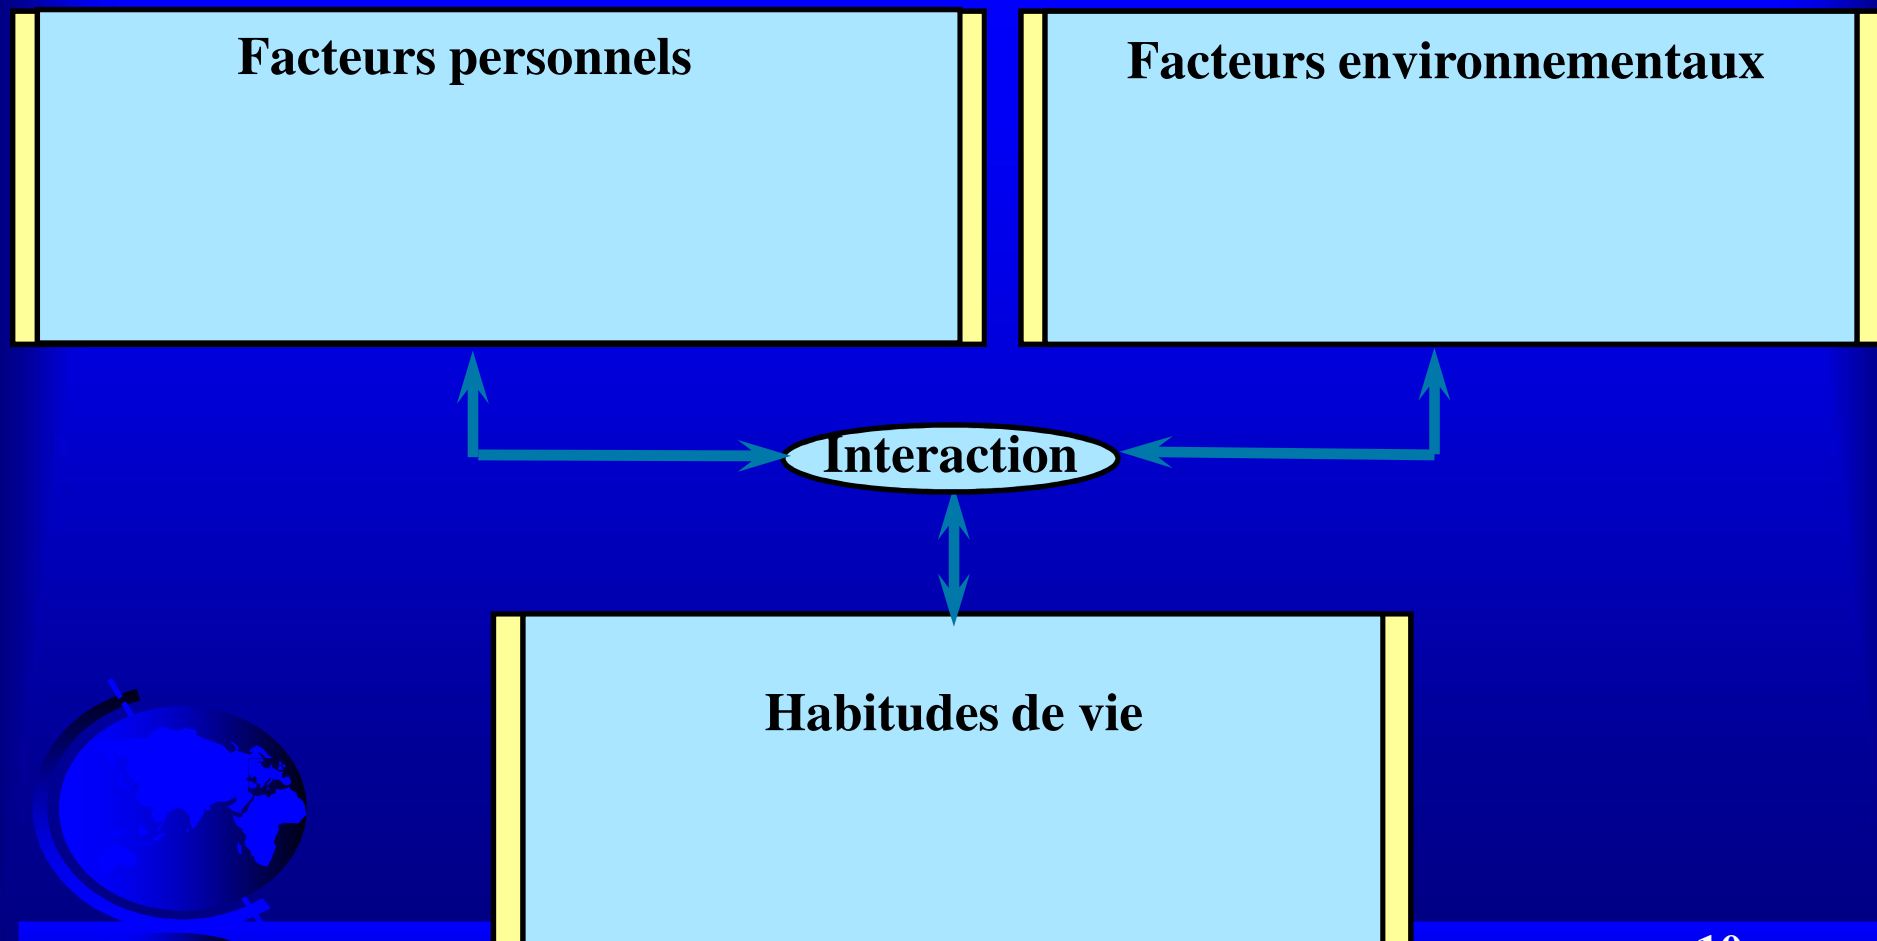 Facteurs personnels
Facteurs environnementaux
Interaction
Habitudes de vie